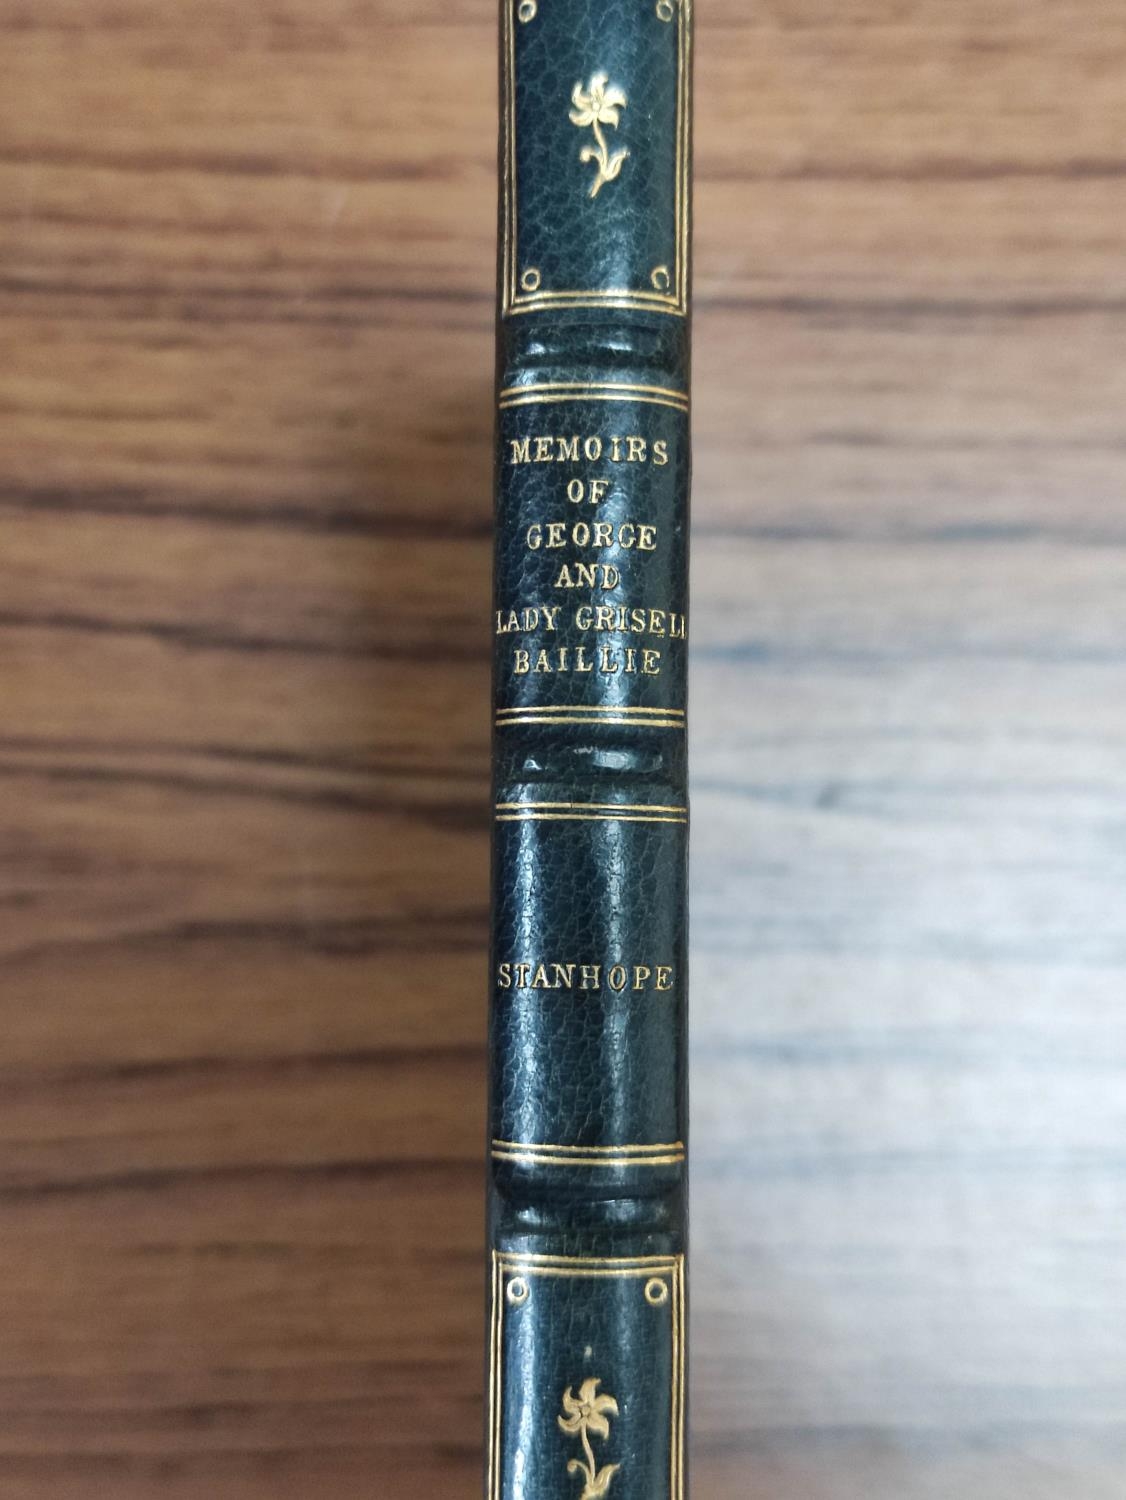 MEMOIRS
OF
GEORGE
AND
LADY GRISELL
BAILLIE
STANHOPE